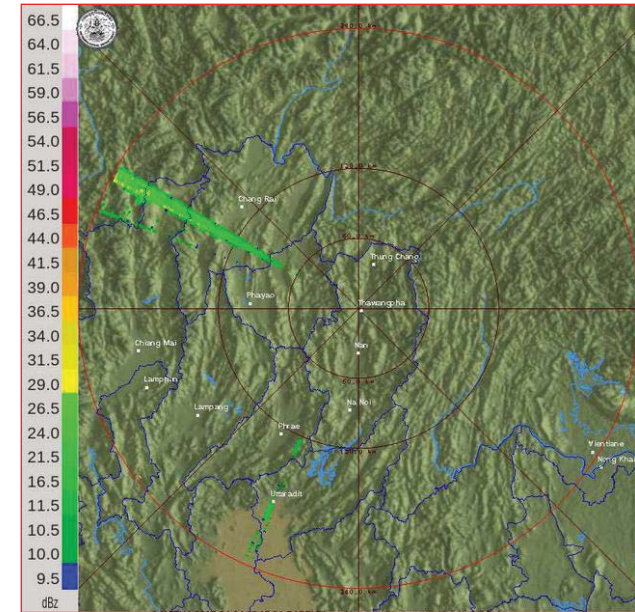 66.5
64.0
61.5
59.0
56.5
54.0
51.5
49.0
46.5
44.0
41.5
39.0
36.5
34.0
31.5
29.0
26.5
24.0
21.5
16.5
11.5
10.5
10.0
9.5
dBz
Chang Rai
Thung Chang
Phayao
Thawangpha
Chiang Mai
Nan
Lamphun
Lampang
Na Noi
Phrae
Vientiane
Nong Khai
Uttaradit